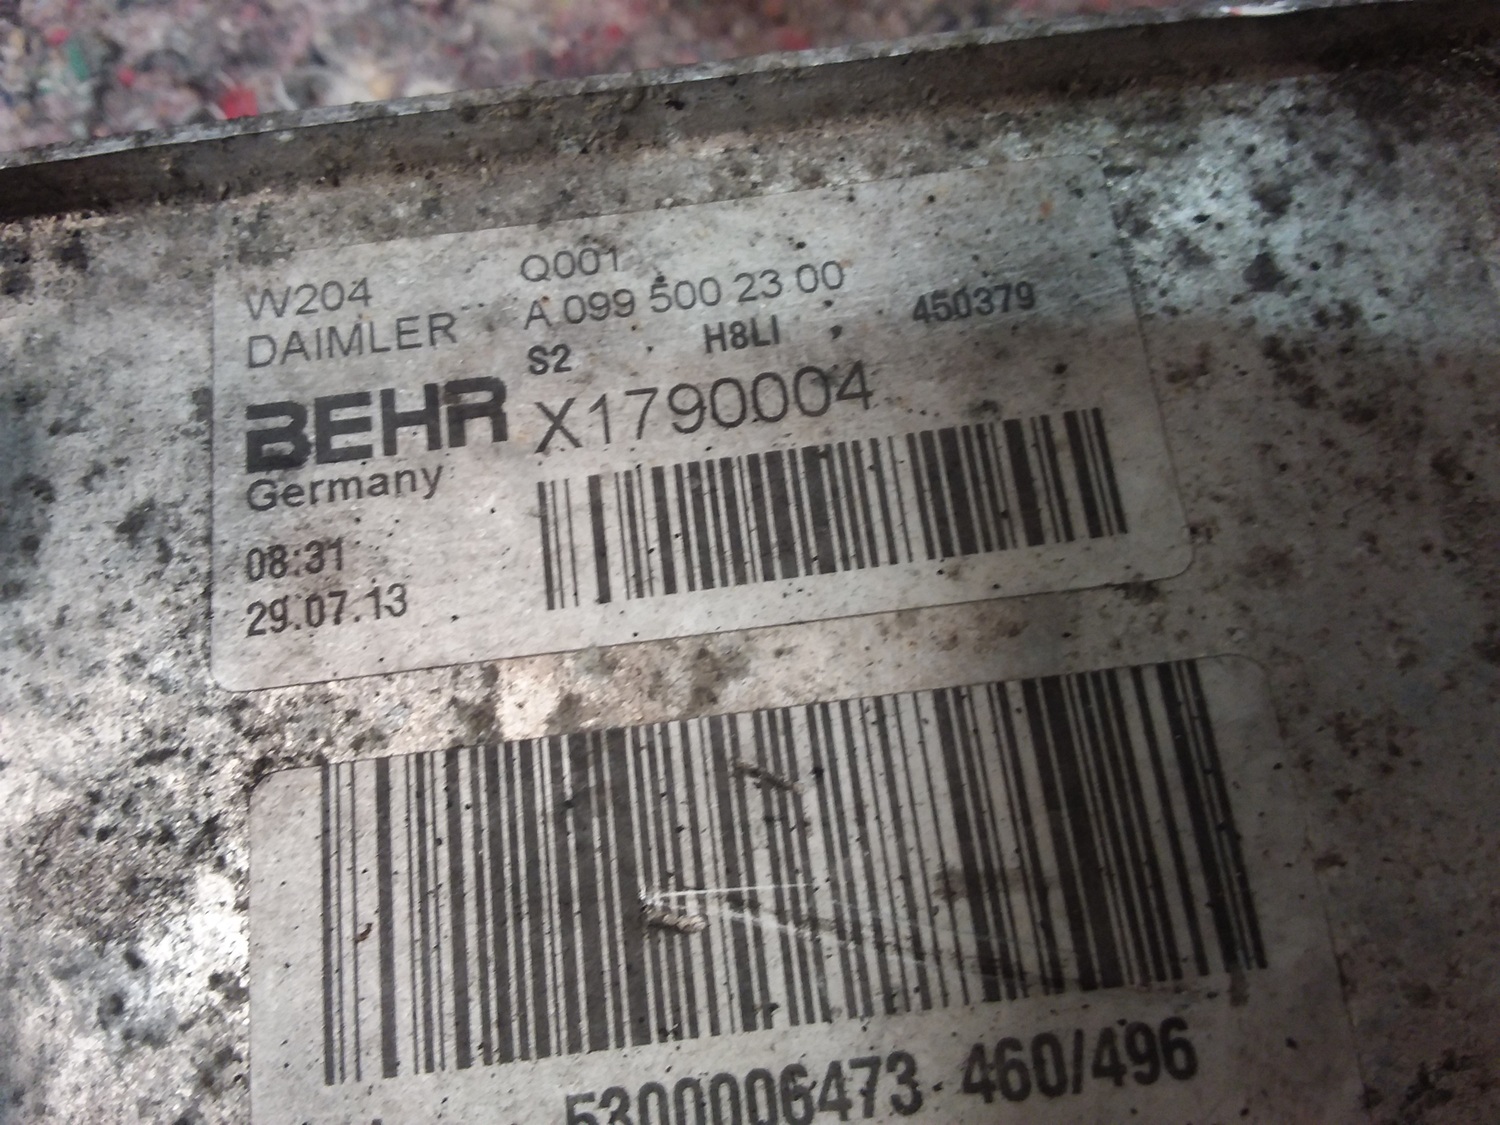 W204 Q001
DAIMLER A 099 500 23 00
S2 H8LI 450379
BEHR X1790004
Germany
08:31
29.07.13
5300006473 460/496